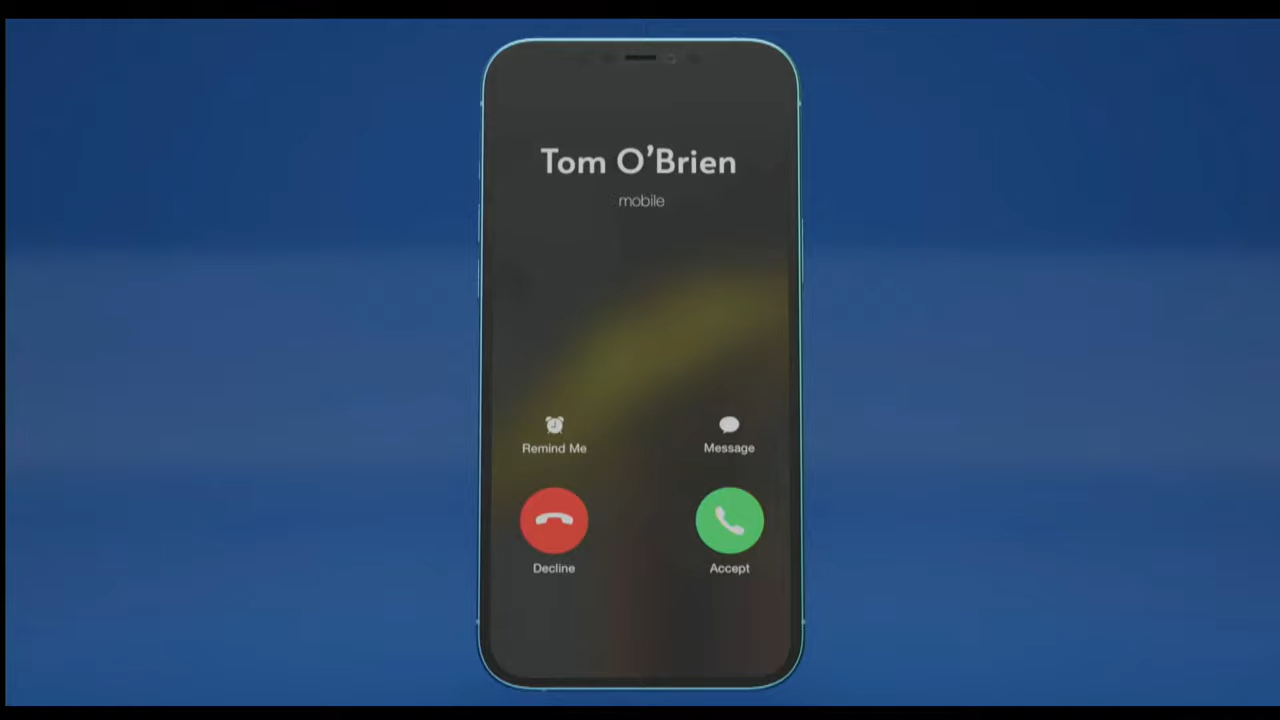 Tom O’Brien
mobile
Remind Me
Message
Decline
Accept